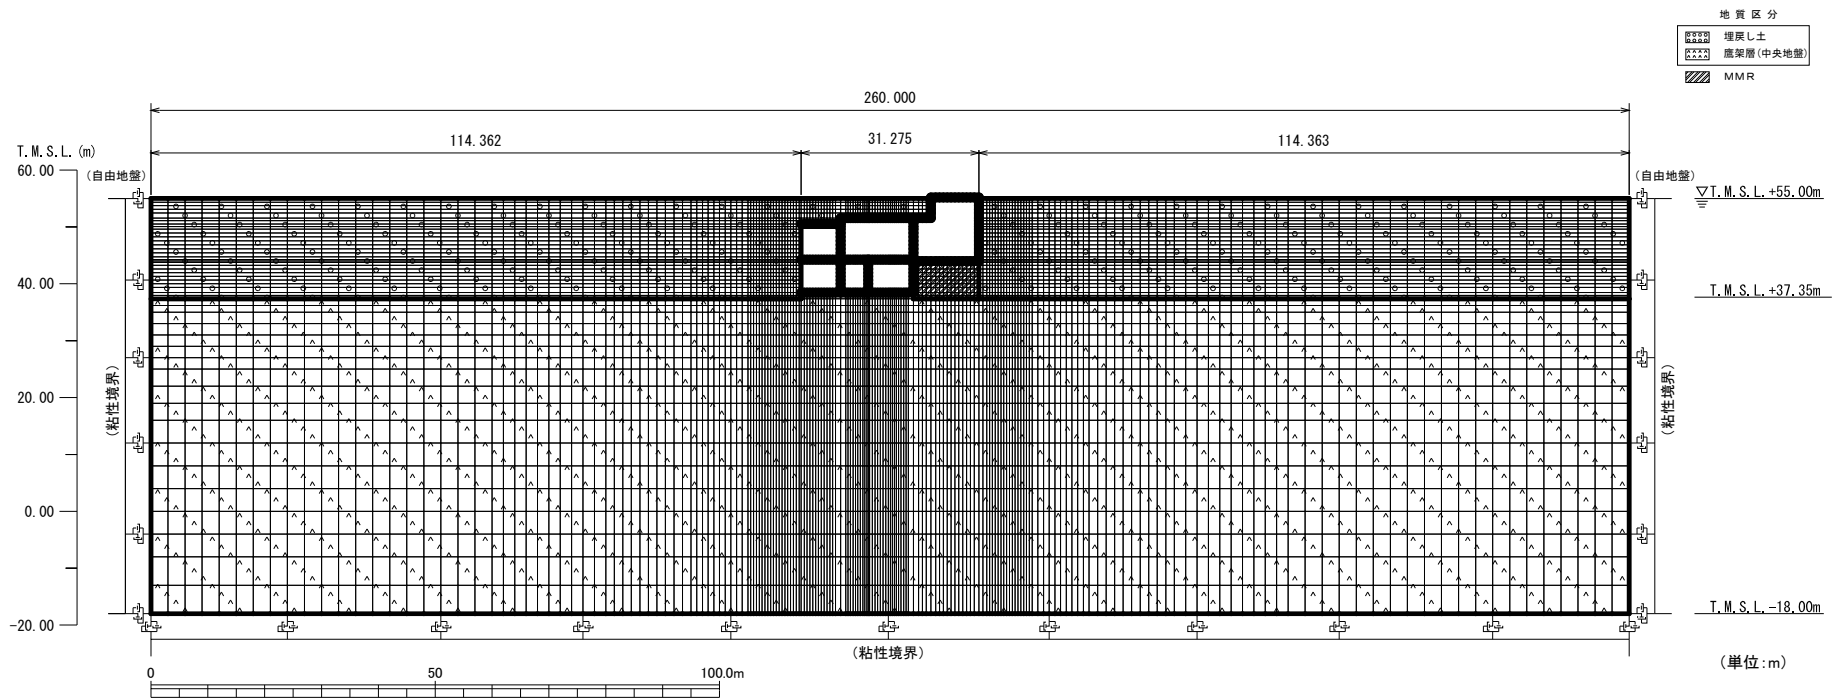 地質区分
埋戻し土
鷹架層(中央地盤)
MMR
260.000
114.362
31.275
114.363
T.M.S.L.(m)
60.00
40.00
20.00
0.00
-20.00
(自由地盤)
(自由地盤)
▽T.M.S.L.+55.00m
T.M.S.L.+37.35m
T.M.S.L.-18.00m
(粘性境界)
(粘性境界)
(粘性境界)
0
50
100.0m
(単位:m)